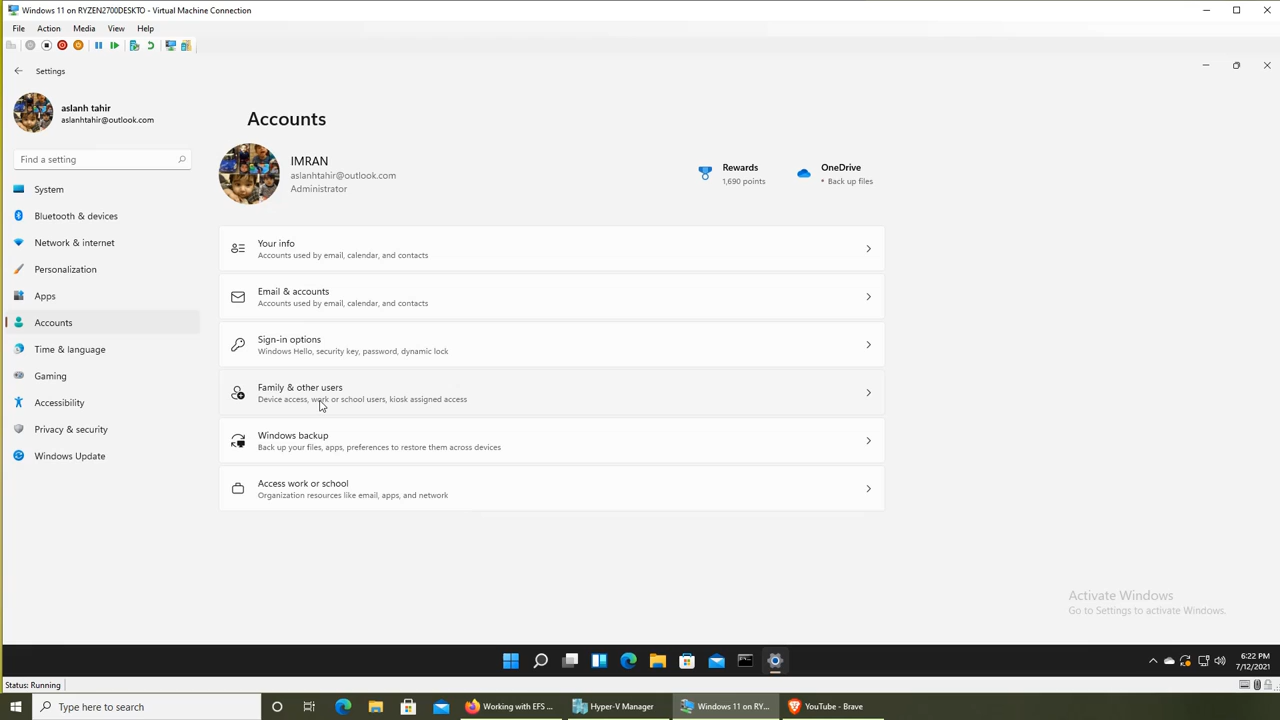 Windows 11 on RYZEN2700DESKTO - Virtual Machine Connection
File Action Media View Help
Settings
aslanh tahir
aslanhtahir@outlook.com
Find a setting
System
Bluetooth & devices
Network & internet
Personalization
Apps
Accounts
Time & language
Gaming
Accessibility
Privacy & security
Windows Update
Accounts
IMRAN
aslanhtahir@outlook.com
Administrator
Rewards
1,690 points
OneDrive
• Back up files
Your info
Accounts used by email, calendar, and contacts
Email & accounts
Accounts used by email, calendar, and contacts
Sign-in options
Windows Hello, security key, password, dynamic lock
Family & other users
Device access, work or school users, kiosk assigned access
Windows backup
Back up your files, apps, preferences to restore them across devices
Access work or school
Organization resources like email, apps, and network
Activate Windows
Go to Settings to activate Windows.
6:22 PM
7/12/2021
Status: Running
Type here to search
Working with EFS ...
Hyper-V Manager
Windows 11 on RY...
YouTube - Brave